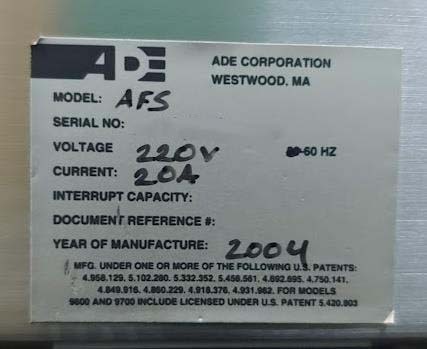 ADE
ADE CORPORATION
WESTWOOD, MA
MODEL: AFS
SERIAL NO:
VOLTAGE 220V 60 HZ
CURRENT: 20A
INTERRUPT CAPACITY:
DOCUMENT REFERENCE #:
YEAR OF MANUFACTURE: 2004
MFG. UNDER ONE OR MORE OF THE FOLLOWING U.S. PATENTS:
4.958.129. 5.102.280. 5.332.352. 5.456.561. 4.692.695. 4.750.141.
4.849.916. 4.860.229. 4.918.376. 4.931.962. FOR MODELS
9600 AND 9700 INCLUDE LICENSED UNDER U.S. PATENT 5.420.803